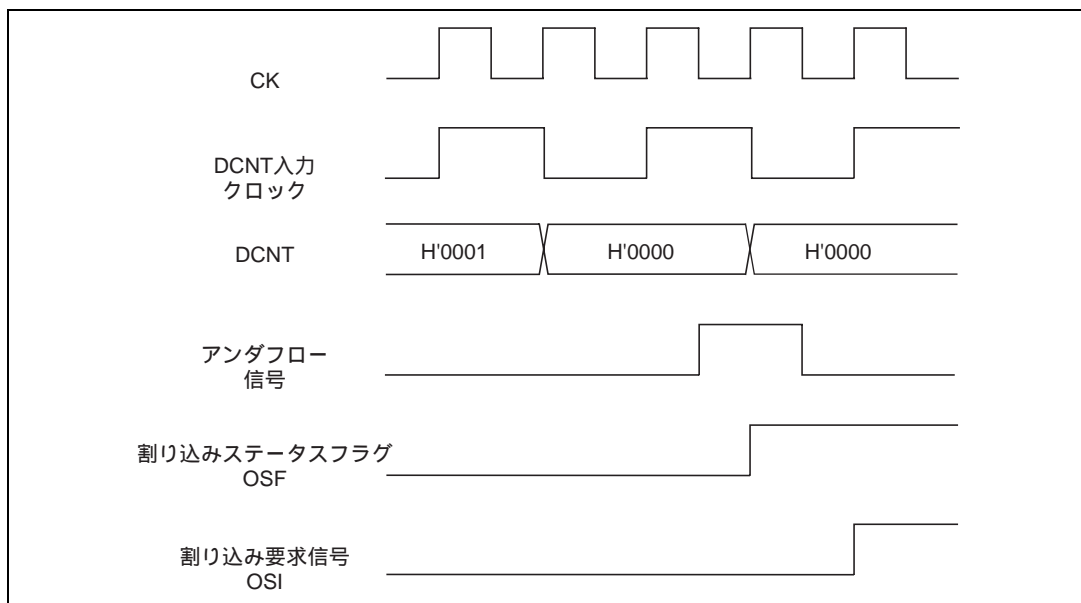 CK
DCNT入力
クロック
DCNT
H'0001
H'0000
H'0000
アンダフロー
信号
割り込みステータスフラグ
OSF
割り込み要求信号
OSI